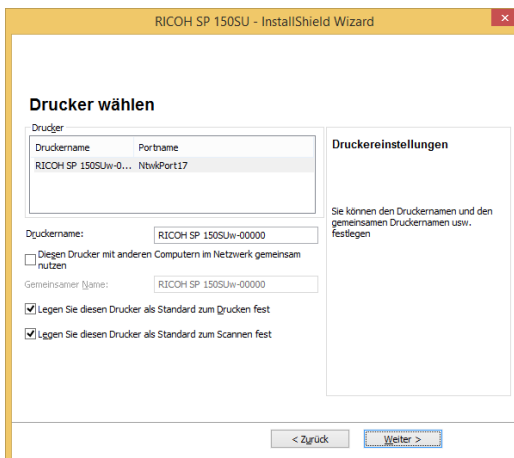 RICOH SP 150SU - InstallShield Wizard
Drucker wählen
Drucker
Druckername Portname
RICOH SP 150SUw-0... NtwkPort17
Druckername: RICOH SP 150SUw-00000
Diesen Drucker mit anderen Computern im Netzwerk gemeinsam
nutzen
Gemeinsamer Name: RICOH SP 150SUw-00000
Legen Sie diesen Drucker als Standard zum Drucken fest
Legen Sie diesen Drucker als Standard zum Scannen fest
Druckereinstellungen
Sie können den Druckernamen und den
gemeinsamen Druckernamen usw.
festlegen
< Zurück Weiter >